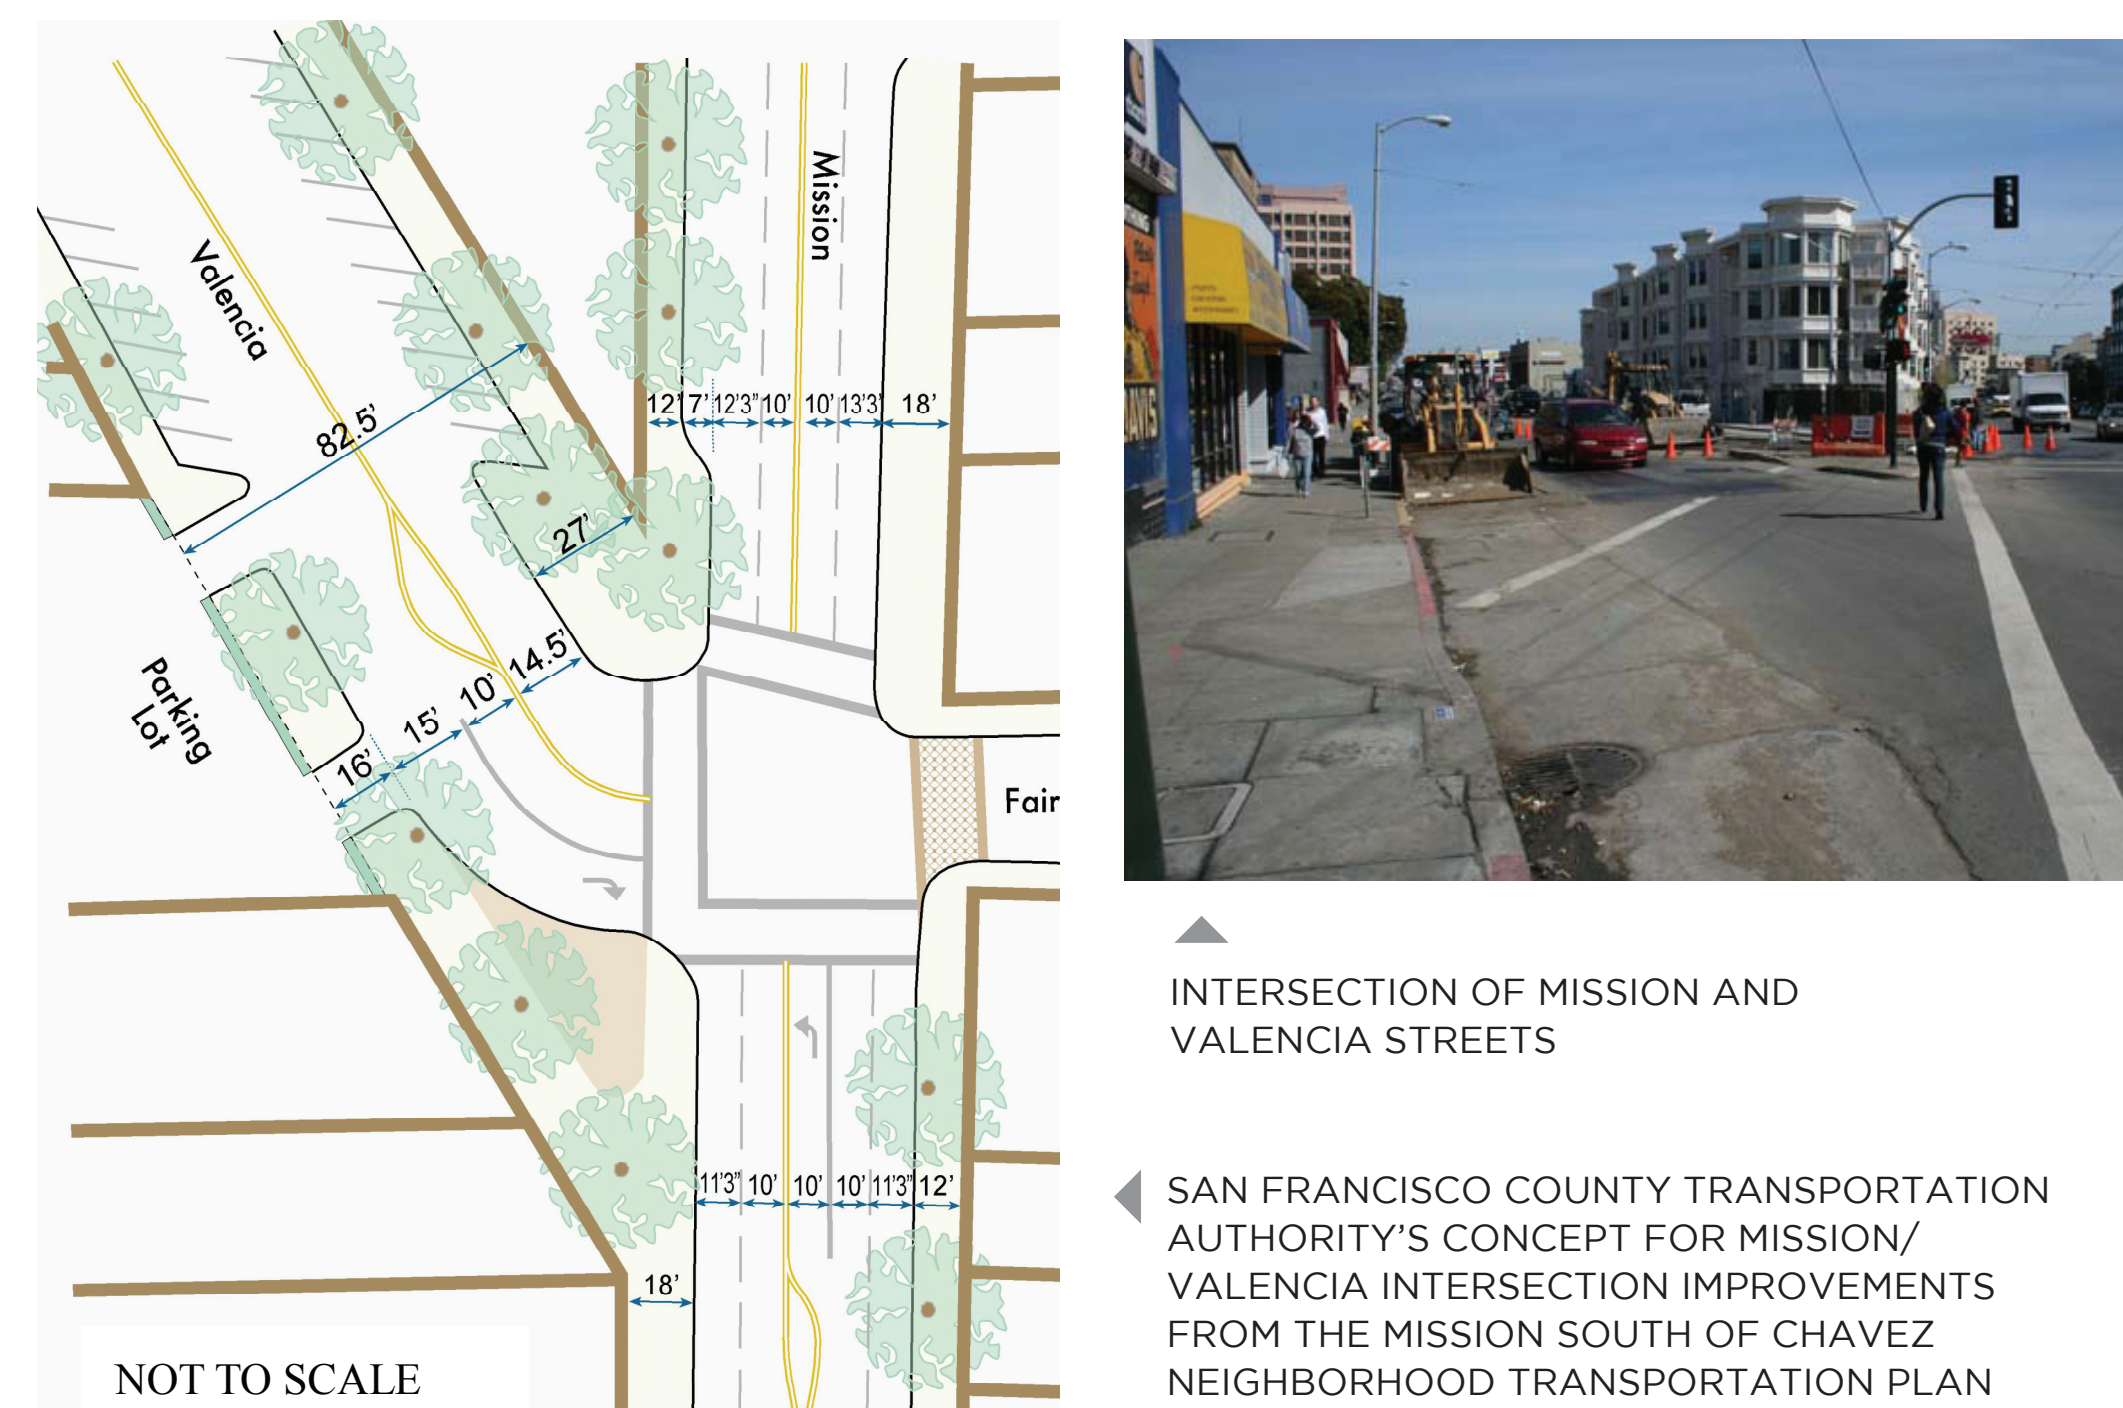 Mission
Valencia
82.5'
12' 7' 12'3" 10' 10' 13'3" 18'
27'
14.5'
10'
15'
16'
Parking
Lot
Fair
11'3" 10' 10' 10' 11'3" 12'
18'
NOT TO SCALE
INTERSECTION OF MISSION AND
VALENCIA STREETS
SAN FRANCISCO COUNTY TRANSPORTATION
AUTHORITY’S CONCEPT FOR MISSION/
VALENCIA INTERSECTION IMPROVEMENTS
FROM THE MISSION SOUTH OF CHAVEZ
NEIGHBORHOOD TRANSPORTATION PLAN